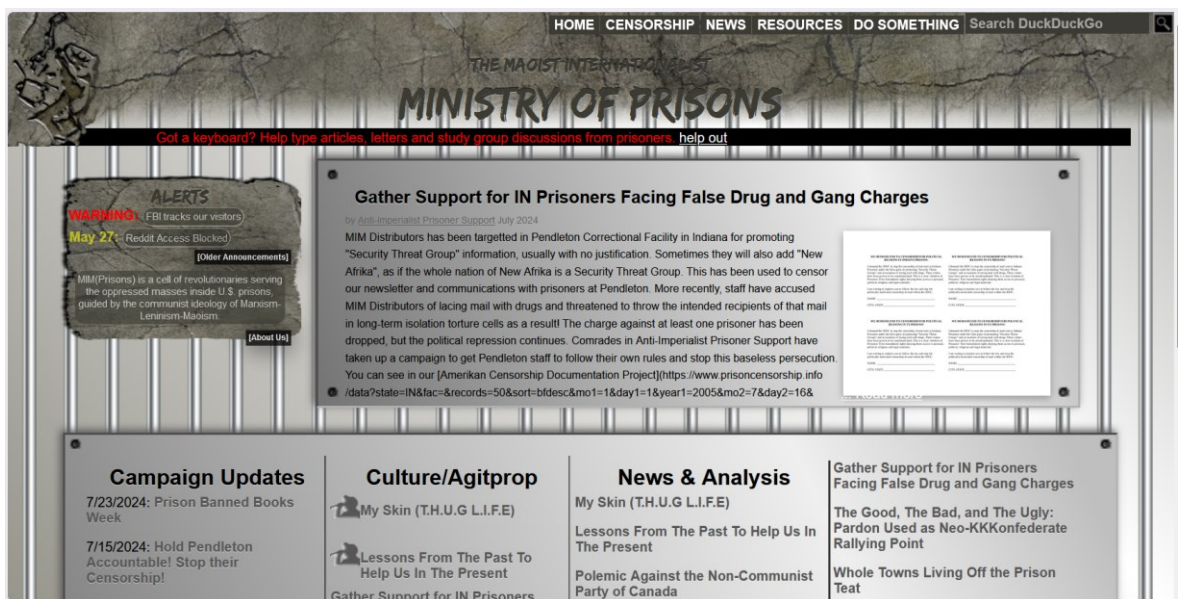 HOME CENSORSHIP NEWS RESOURCES DO SOMETHING Search DuckDuckGo
THE MAOIST INTERNATIONALIST
MINISTRY OF PRISONS
Got a keyboard? Help type articles, letters and study group discussions from prisoners. help out
ALERTS
WARNING: FBI tracks our visitors
May 27: Reddit Access Blocked
[Older Announcements]
MIM(Prisons) is a cell of revolutionaries serving
the oppressed masses inside U.S. prisons,
guided by the communist ideology of Marxism-
Leninism-Maoism.
[About Us]
Gather Support for IN Prisoners Facing False Drug and Gang Charges
by Anti-Imperialist Prisoner Support July 2024
MIM Distributors has been targetted in Pendleton Correctional Facility in Indiana for promoting
"Security Threat Group" information, usually with no justification. Sometimes they will also add "New
Afrika", as if the whole nation of New Afrika is a Security Threat Group. This has been used to censor
our newsletter and communications with prisoners at Pendleton. More recently, staff have accused
MIM Distributors of lacing mail with drugs and threatened to throw the intended recipients of that mail
in long-term isolation torture cells as a result! The charge against at least one prisoner has been
dropped, but the political repression continues. Comrades in Anti-Imperialist Prisoner Support have
taken up a campaign to get Pendleton staff to follow their own rules and stop this baseless persecution.
You can see in our [Amerikan Censorship Documentation Project](https://www.prisoncensorship.info
/data?state=IN&fac=&records=50&sort=bfdesc&mo1=1&day1=1&year1=2005&mo2=7&day2=16&
... Read more
Campaign Updates
7/23/2024: Prison Banned Books
Week
7/15/2024: Hold Pendleton
Accountable! Stop their
Censorship!
Culture/Agitprop
My Skin (T.H.U.G L.I.F.E)
Lessons From The Past To
Help Us In The Present
Gather Support for IN Prisoners
News & Analysis
My Skin (T.H.U.G L.I.F.E)
Lessons From The Past To Help Us In
The Present
Polemic Against the Non-Communist
Party of Canada
Gather Support for IN Prisoners
Facing False Drug and Gang Charges
The Good, The Bad, and The Ugly:
Pardon Used as Neo-KKKonfederate
Rallying Point
Whole Towns Living Off the Prison
Teat